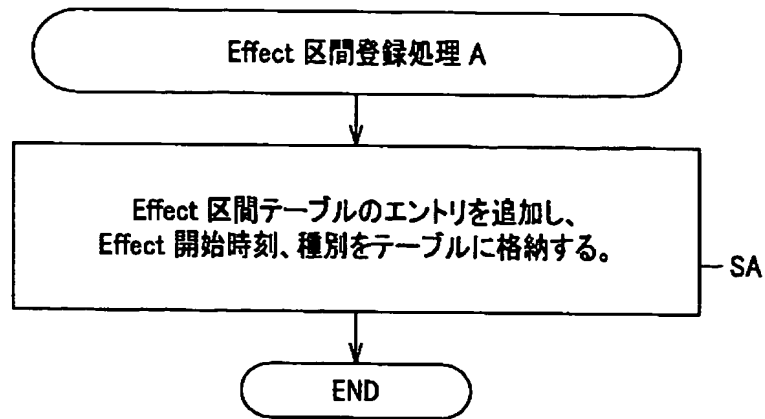 Effect 区間登録処理 A
Effect 区間テーブルのエントリを追加し、
Effect 開始時刻、種別をテーブルに格納する。
SA
END